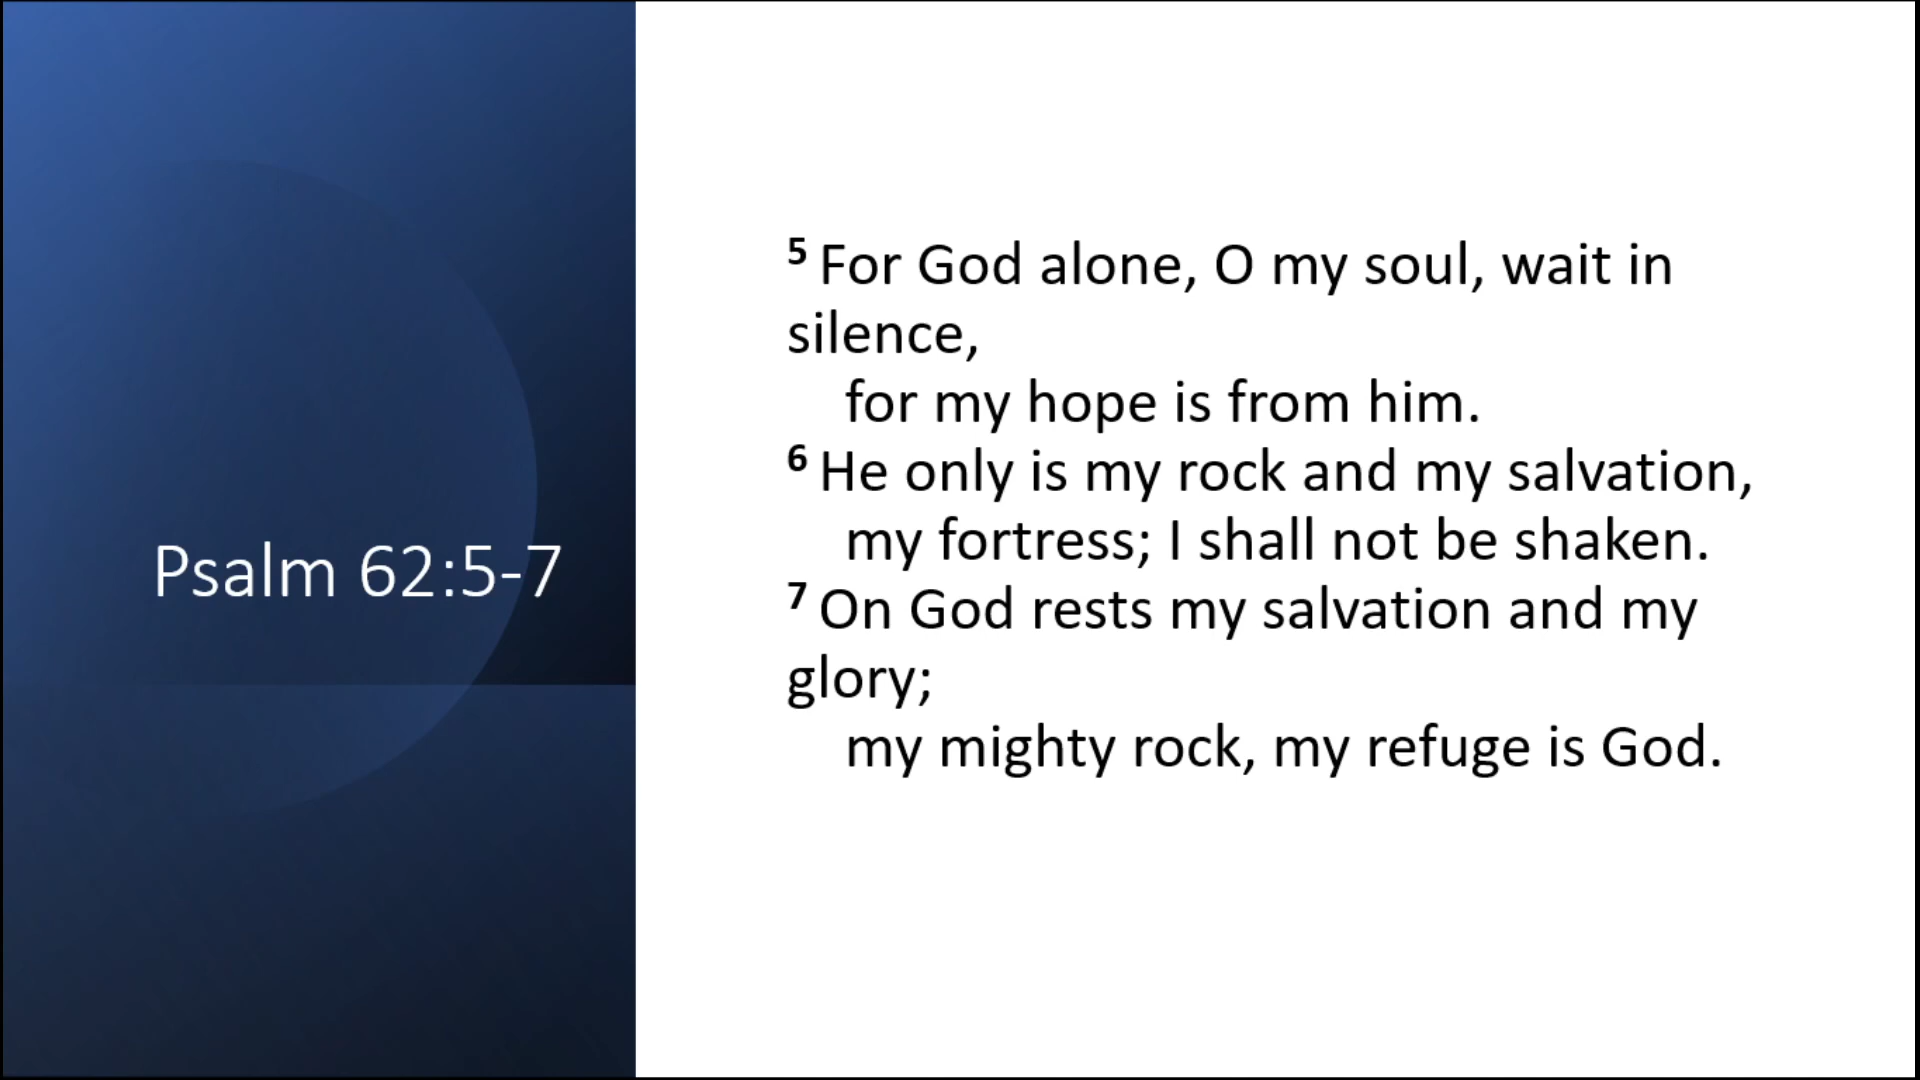 Psalm 62:5-7
5 For God alone, O my soul, wait in
silence,
for my hope is from him.
6 He only is my rock and my salvation,
my fortress; I shall not be shaken.
7 On God rests my salvation and my
glory;
my mighty rock, my refuge is God.